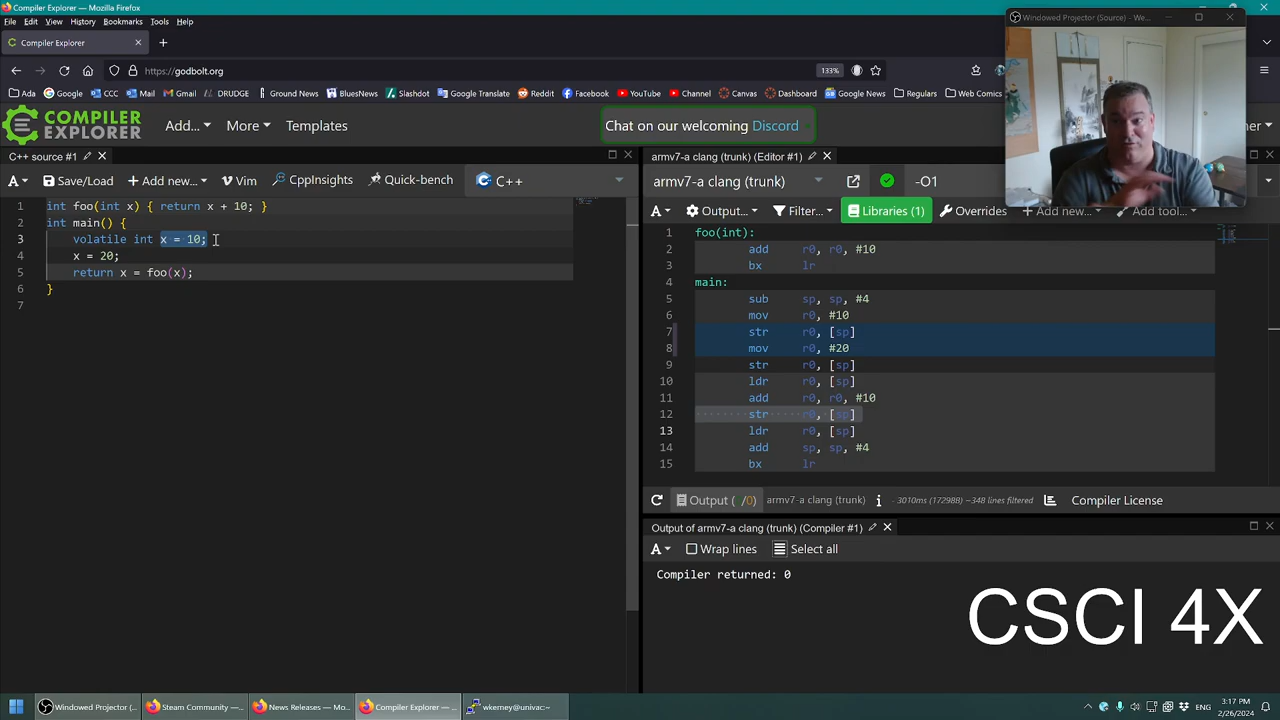 Compiler Explorer — Mozilla Firefox
File Edit View History Bookmarks Tools Help
Windowed Projector (Source) - We...
Compiler Explorer
https://godbolt.org
133%
Ada Google CCC Mail Gmail DRUDGE Ground News BluesNews Slashdot Google Translate Reddit Facebook YouTube Channel Canvas Dashboard Google News Regulars Web Comics
COMPILER EXPLORER
Add... More Templates
Chat on our welcoming Discord
C++ source #1
A Save/Load Add new... Vim CppInsights Quick-bench C++
1 int foo(int x) { return x + 10; }
2 int main() {
3 volatile int x = 10;
4 x = 20;
5 return x = foo(x);
6 }
7
armv7-a clang (trunk) (Editor #1)
armv7-a clang (trunk) -O1
A Output... Filter... Libraries (1) Overrides Add new... Add tool...
1 foo(int):
2 add r0, r0, #10
3 bx lr
4 main:
5 sub sp, sp, #4
6 mov r0, #10
7 str r0, [sp]
8 mov r0, #20
9 str r0, [sp]
10 ldr r0, [sp]
11 add r0, r0, #10
12 str r0, [sp]
13 ldr r0, [sp]
14 add sp, sp, #4
15 bx lr
Output ( /0) armv7-a clang (trunk) i - 3010ms (17298B) ~348 lines filtered Compiler License
Output of armv7-a clang (trunk) (Compiler #1)
A Wrap lines Select all
Compiler returned: 0
CSCI 4X
Windowed Projector (... Steam Community —... News Releases — Mo... Compiler Explorer —... wkerney@univac:~
ENG 3:17 PM
2/26/2024